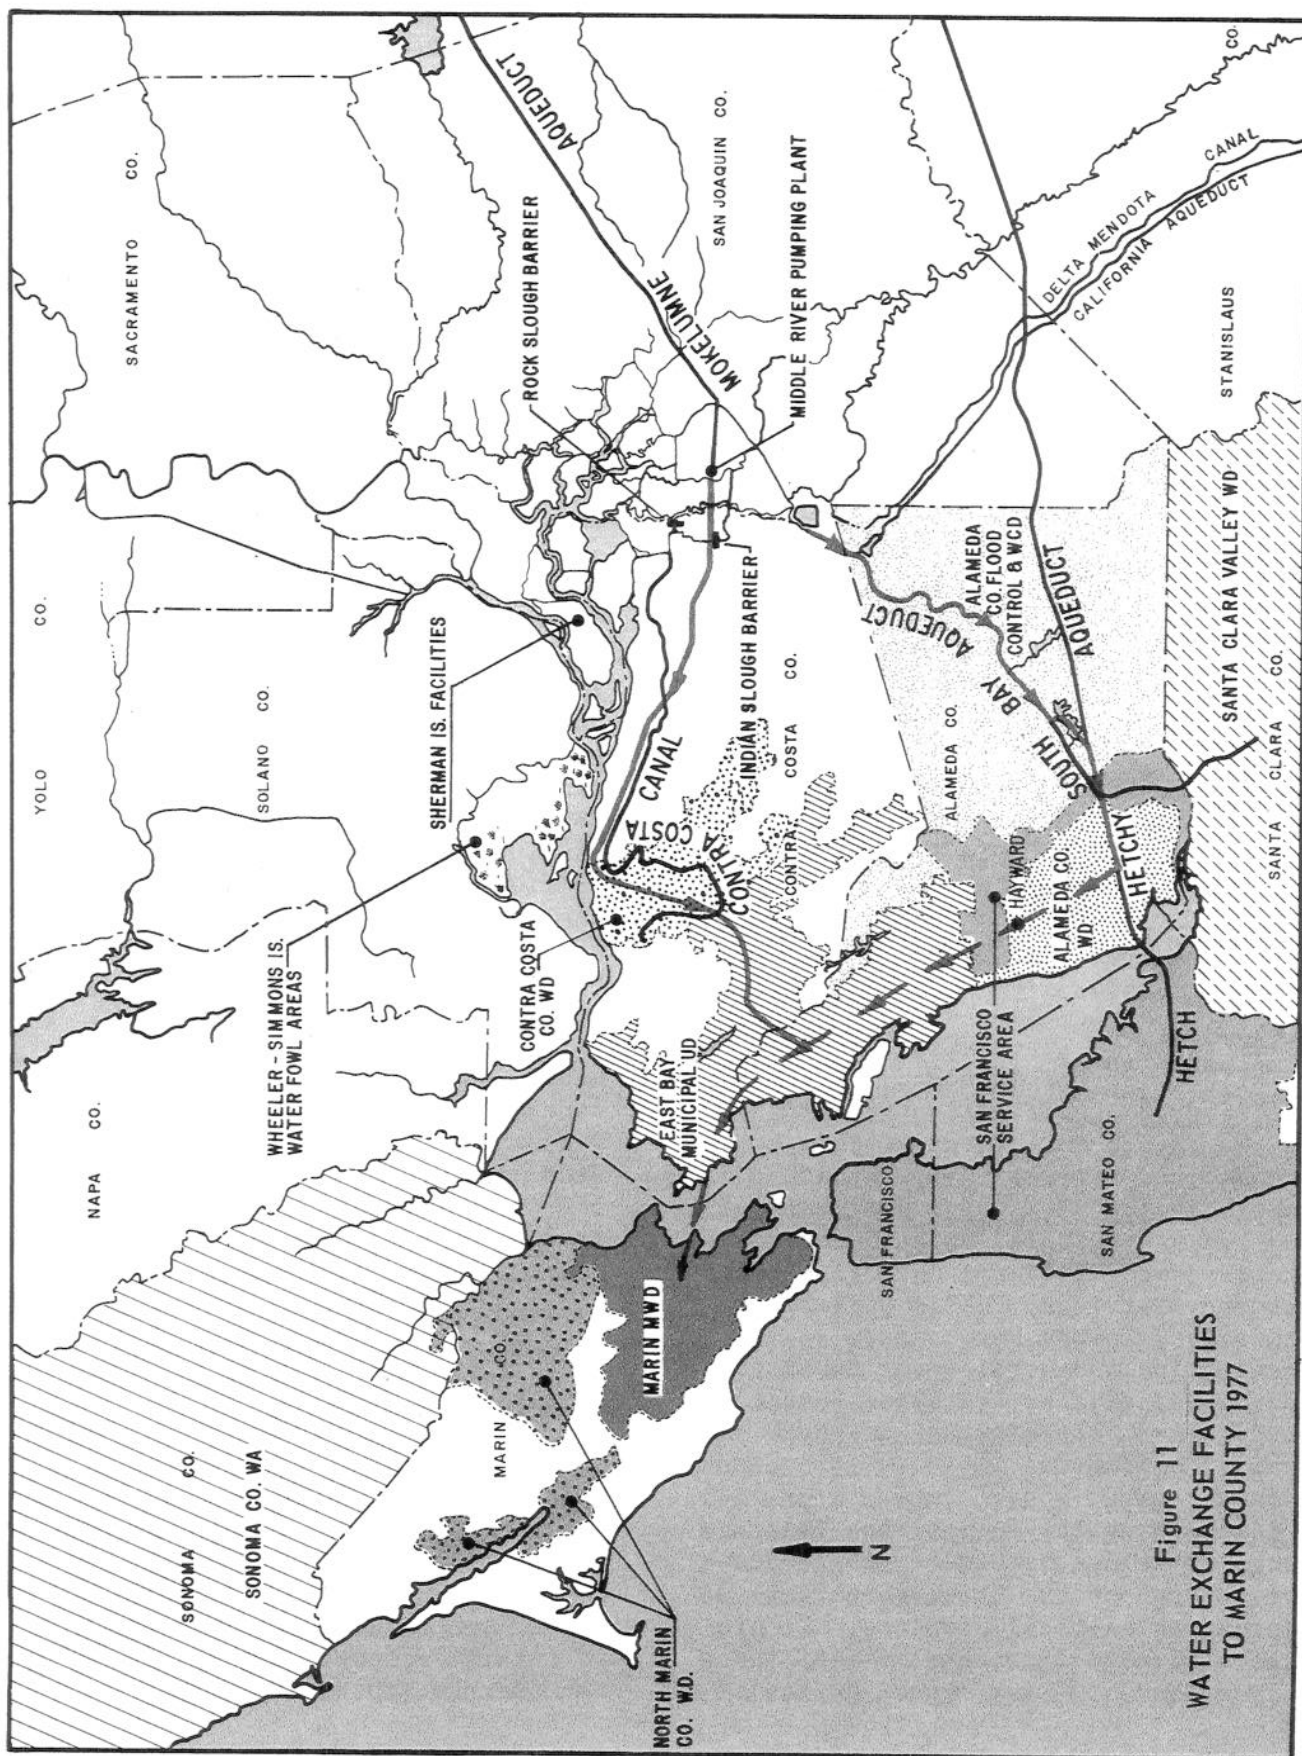 YOLO CO.
SACRAMENTO CO.
NAPA CO.
SOLANO CO.
SONOMA CO.
SONOMA CO. WA
WHEELER - SIMMONS IS.
WATER FOWL AREAS
SHERMAN IS. FACILITIES
ROCK SLOUGH BARRIER
MOKELUMNE AQUEDUCT
SAN JOAQUIN CO.
MIDDLE RIVER PUMPING PLANT
CONTRA COSTA
CO. WD
CONTRA COSTA CANAL
INDIAN SLOUGH BARRIER
CONTRA COSTA CO.
MARIN CO.
MARIN MWD
NORTH MARIN
CO. W.D.
EAST BAY
MUNICIPAL UD
SOUTH BAY AQUEDUCT
ALAMEDA CO.
ALAMEDA
CO. FLOOD
CONTROL & WCD
DELTA MENDOTA CANAL
CALIFORNIA AQUEDUCT
SAN FRANCISCO
SAN FRANCISCO
SERVICE AREA
HAYWARD
ALAMEDA CO
WD
HETCH HETCHY AQUEDUCT
SAN MATEO CO.
STANISLAUS CO.
SANTA CLARA VALLEY WD
SANTA CLARA CO.
N
Figure 11
WATER EXCHANGE FACILITIES
TO MARIN COUNTY 1977